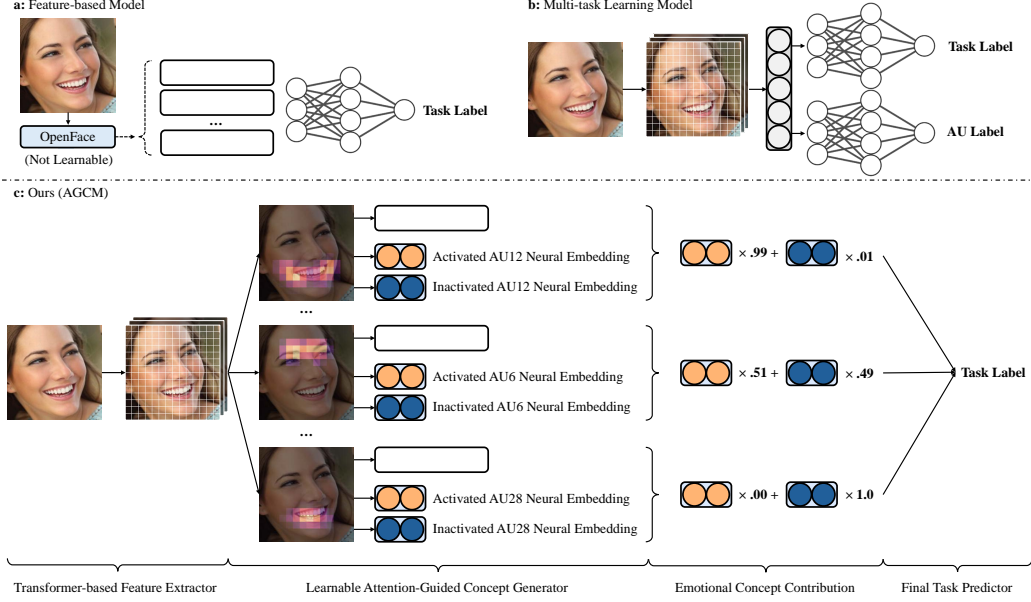 a: Feature-based Model
OpenFace
(Not Learnable)
...
Task Label
b: Multi-task Learning Model
Task Label
AU Label
c: Ours (AGCM)
Activated AU12 Neural Embedding
Inactivated AU12 Neural Embedding
...
Activated AU6 Neural Embedding
Inactivated AU6 Neural Embedding
...
Activated AU28 Neural Embedding
Inactivated AU28 Neural Embedding
× .99 + × .01
× .51 + × .49
× .00 + × 1.0
Task Label
Transformer-based Feature Extractor
Learnable Attention-Guided Concept Generator
Emotional Concept Contribution
Final Task Predictor